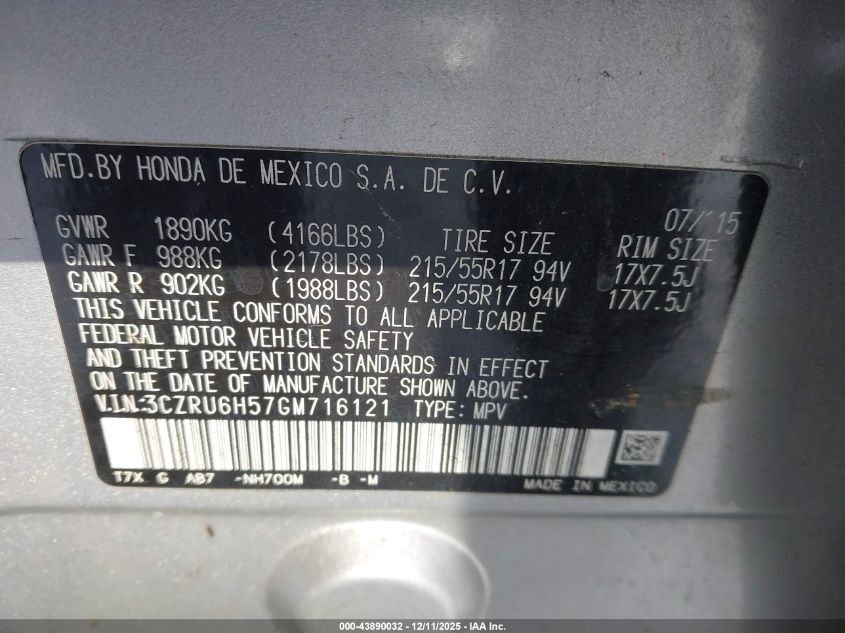 MFD.BY HONDA DE MEXICO S.A. DE C.V.
07/'15
GVWR 1890KG (4166LBS) TIRE SIZE RIM SIZE
GAWR F 988KG (2178LBS) 215/55R17 94V 17X7.5J
GAWR R 902KG (1988LBS) 215/55R17 94V 17X7.5J
THIS VEHICLE CONFORMS TO ALL APPLICABLE
FEDERAL MOTOR VEHICLE SAFETY
AND THEFT PREVENTION STANDARDS IN EFFECT
ON THE DATE OF MANUFACTURE SHOWN ABOVE.
V.I.N:3CZRU6H57GM716121 TYPE: MPV
T7X G AB7 -NH700M -B -M
MADE IN MEXICO
000-43890032 - 12/11/2025 - IAA Inc.